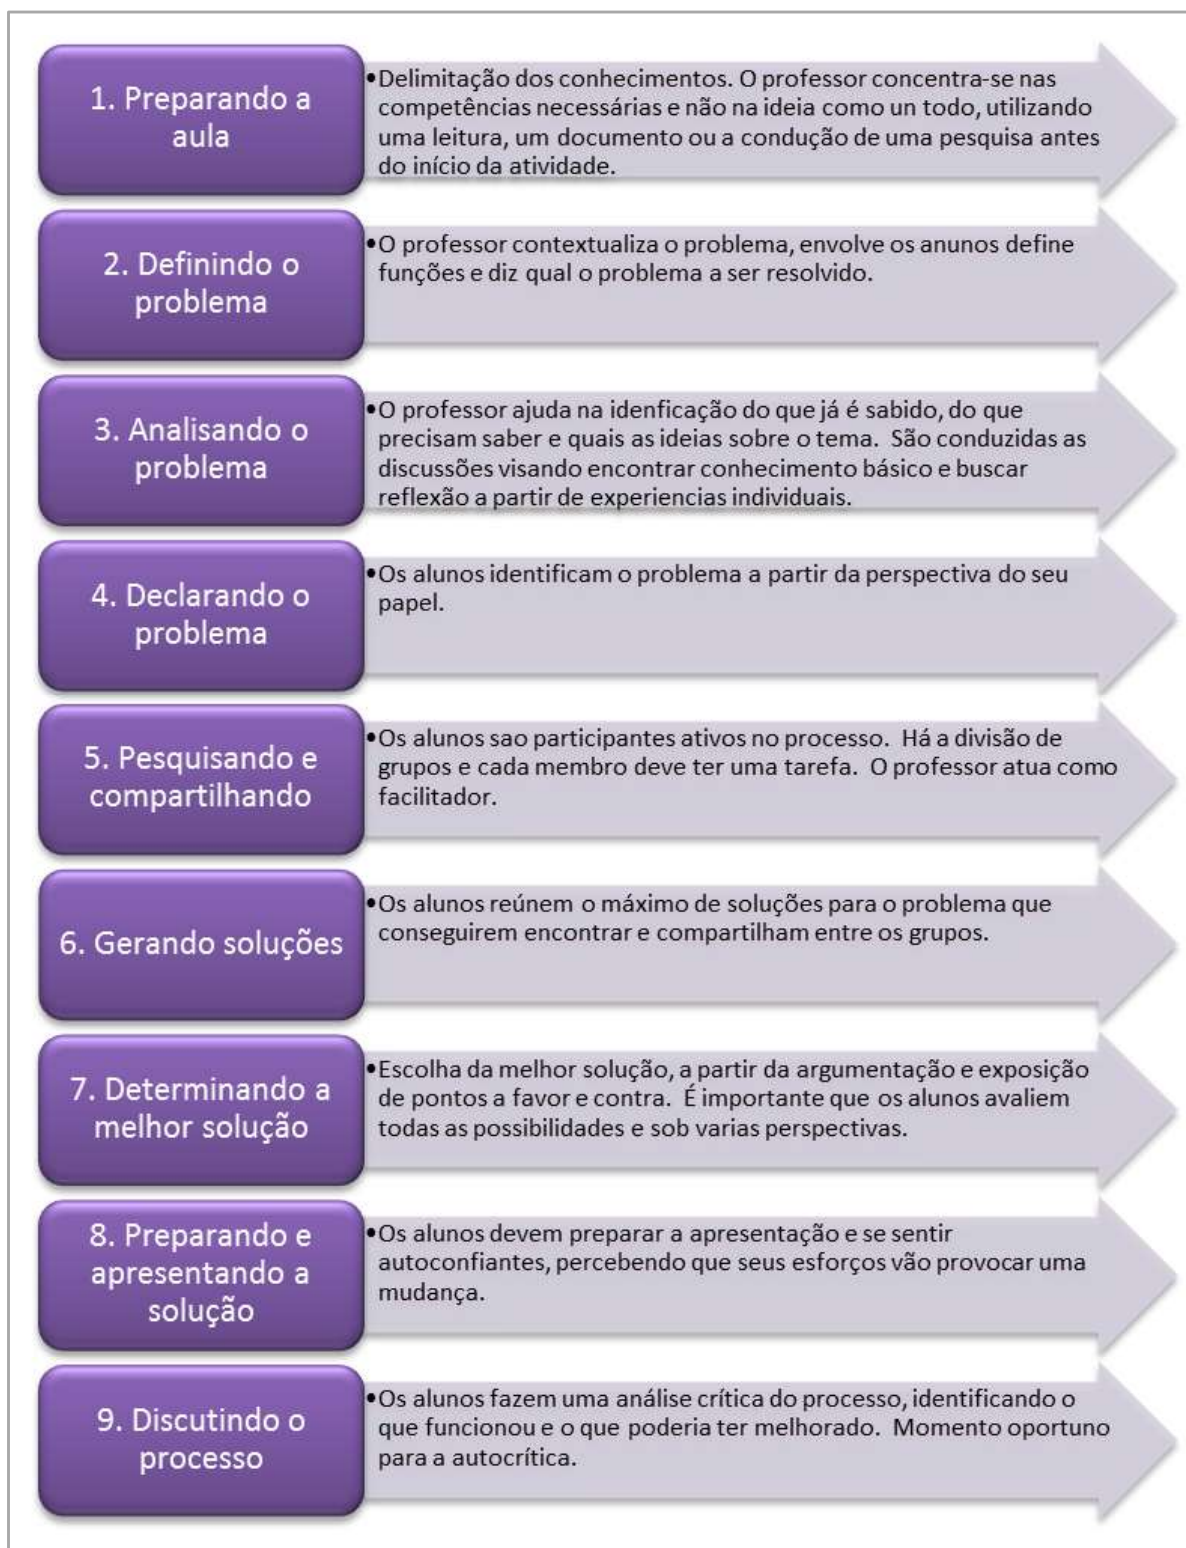 1. Preparando a
aula
•Delimitação dos conhecimentos. O professor concentra-se nas
competências necessárias e não na ideia como un todo, utilizando
uma leitura, um documento ou a condução de uma pesquisa antes
do início da atividade.
2. Definindo o
problema
•O professor contextualiza o problema, envolve os anunos define
funções e diz qual o problema a ser resolvido.
3. Analisando o
problema
•O professor ajuda na idenficação do que já é sabido, do que
precisam saber e quais as ideias sobre o tema.  São conduzidas as
discussões visando encontrar conhecimento básico e buscar
reflexão a partir de experiencias individuais.
4. Declarando o
problema
•Os alunos identificam o problema a partir da perspectiva do seu
papel.
5. Pesquisando e
compartilhando
•Os alunos sao participantes ativos no processo.  Há a divisão de
grupos e cada membro deve ter uma tarefa.  O professor atua como
facilitador.
6. Gerando soluções
•Os alunos reúnem o máximo de soluções para o problema que
conseguirem encontrar e compartilham entre os grupos.
7. Determinando a
melhor solução
•Escolha da melhor solução, a partir da argumentação e exposição
de pontos a favor e contra.  É importante que os alunos avaliem
todas as possibilidades e sob varias perspectivas.
8. Preparando e
apresentando a
solução
•Os alunos devem preparar a apresentação e se sentir
autoconfiantes, percebendo que seus esforços vão provocar uma
mudança.
9. Discutindo o
processo
•Os alunos fazem uma análise crítica do processo, identificando o
que funcionou e o que poderia ter melhorado.  Momento oportuno
para a autocrítica.